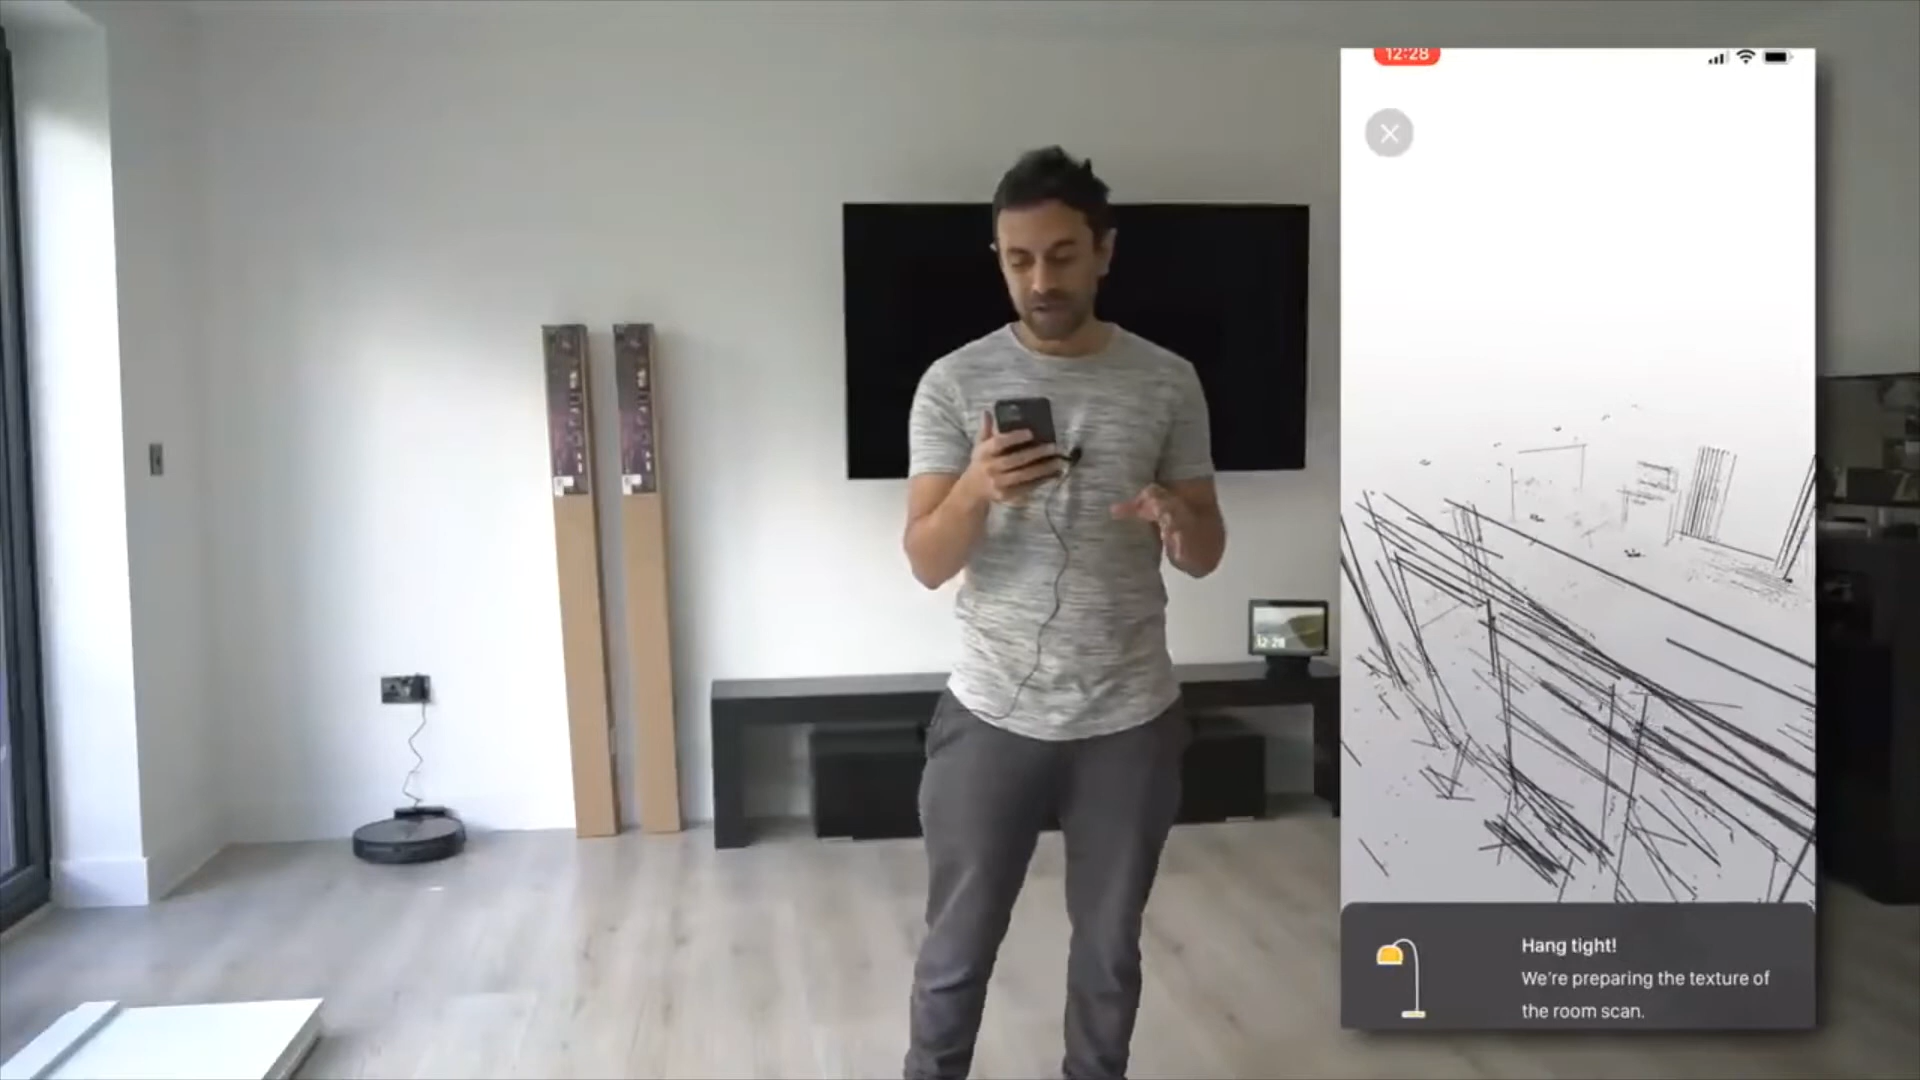 12:28
12:28
Hang tight!
We're preparing the texture of
the room scan.